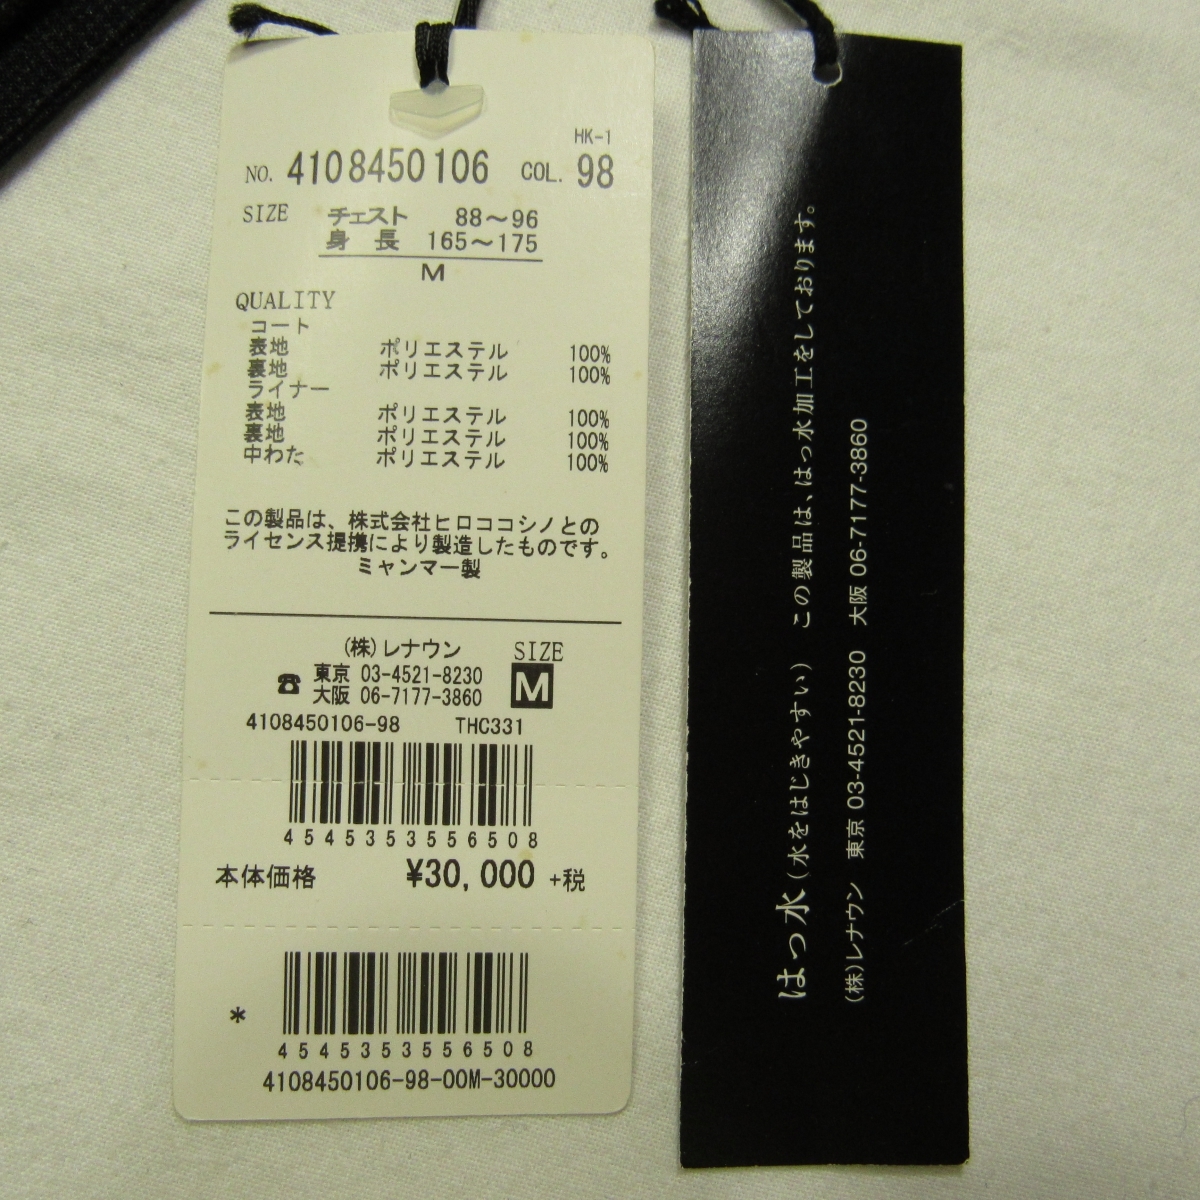 HK-1
NO. 4108450106 COL. 98
SIZE チェスト 88～96
身長 165～175
M
QUALITY
コート
表地 ポリエステル 100%
裏地 ポリエステル 100%
ライナー
表地 ポリエステル 100%
裏地 ポリエステル 100%
中わた ポリエステル 100%
この製品は、株式会社ヒロココシノとの
ライセンス提携により製造したものです。
ミャンマー製
(株)レナウン SIZE
☎ 東京 03-4521-8230 M
大阪 06-7177-3860
4108450106-98 THC331
4545353556508
本体価格 ¥30,000 +税
*
4545353556508
4108450106-98-00M-30000
はっ水(水をはじきやすい) この製品は、はっ水加工をしております。
(株)レナウン 東京 03-4521-8230 大阪 06-7177-3860